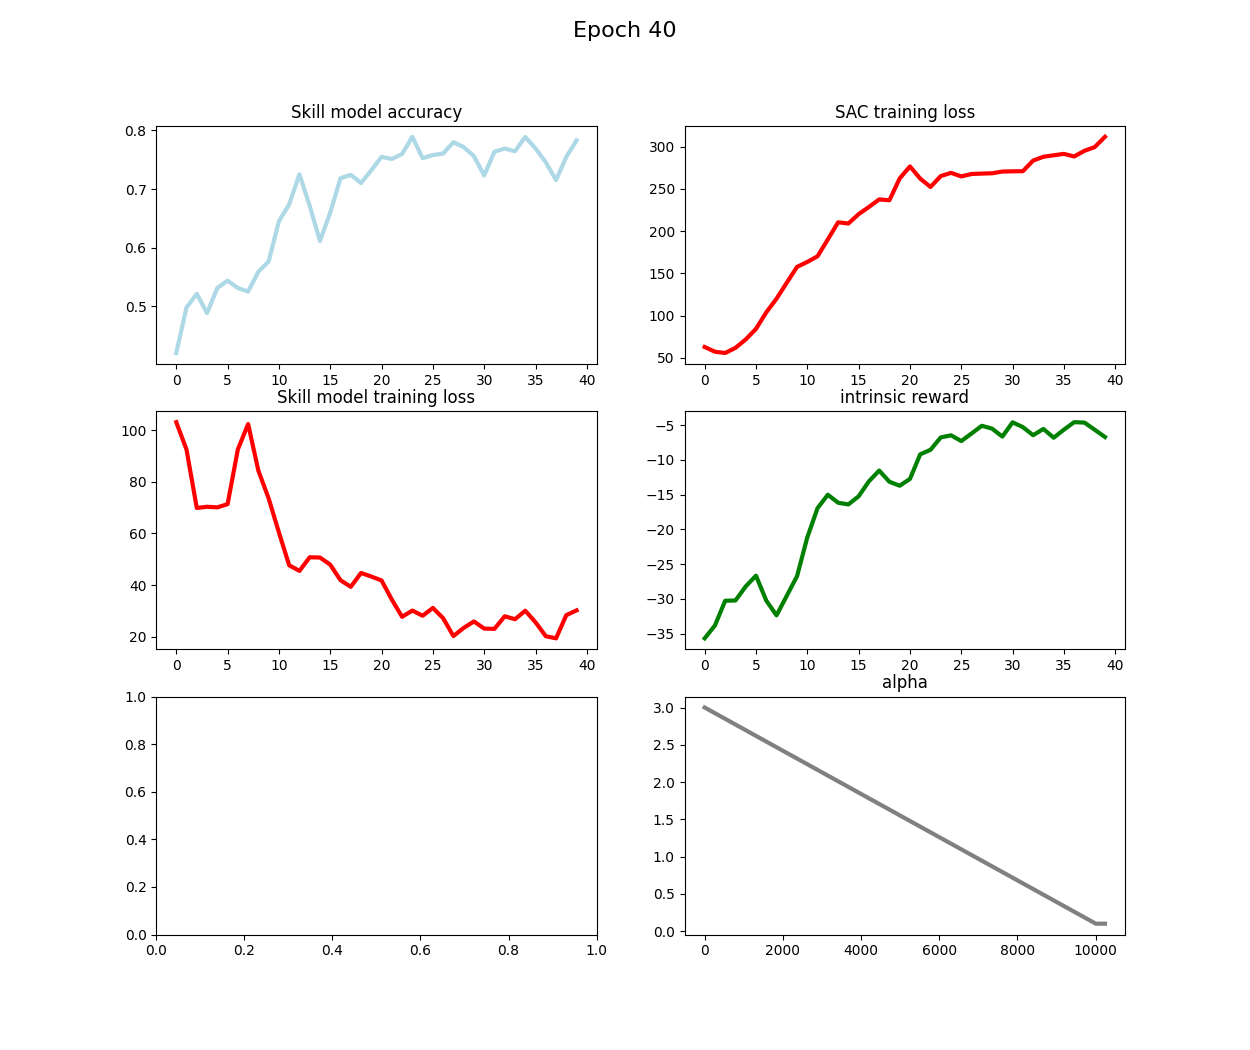 Epoch 40
Skill model accuracy
0.8
0.7
0.6
0.5
0 5 10 15 20 25 30 35 40
SAC training loss
300
250
200
150
100
50
0 5 10 15 20 25 30 35 40
Skill model training loss
100
80
60
40
20
0 5 10 15 20 25 30 35 40
intrinsic reward
−5
−10
−15
−20
−25
−30
−35
0 5 10 15 20 25 30 35 40
1.0
0.8
0.6
0.4
0.2
0.0
0.0 0.2 0.4 0.6 0.8 1.0
alpha
3.0
2.5
2.0
1.5
1.0
0.5
0.0
0 2000 4000 6000 8000 10000